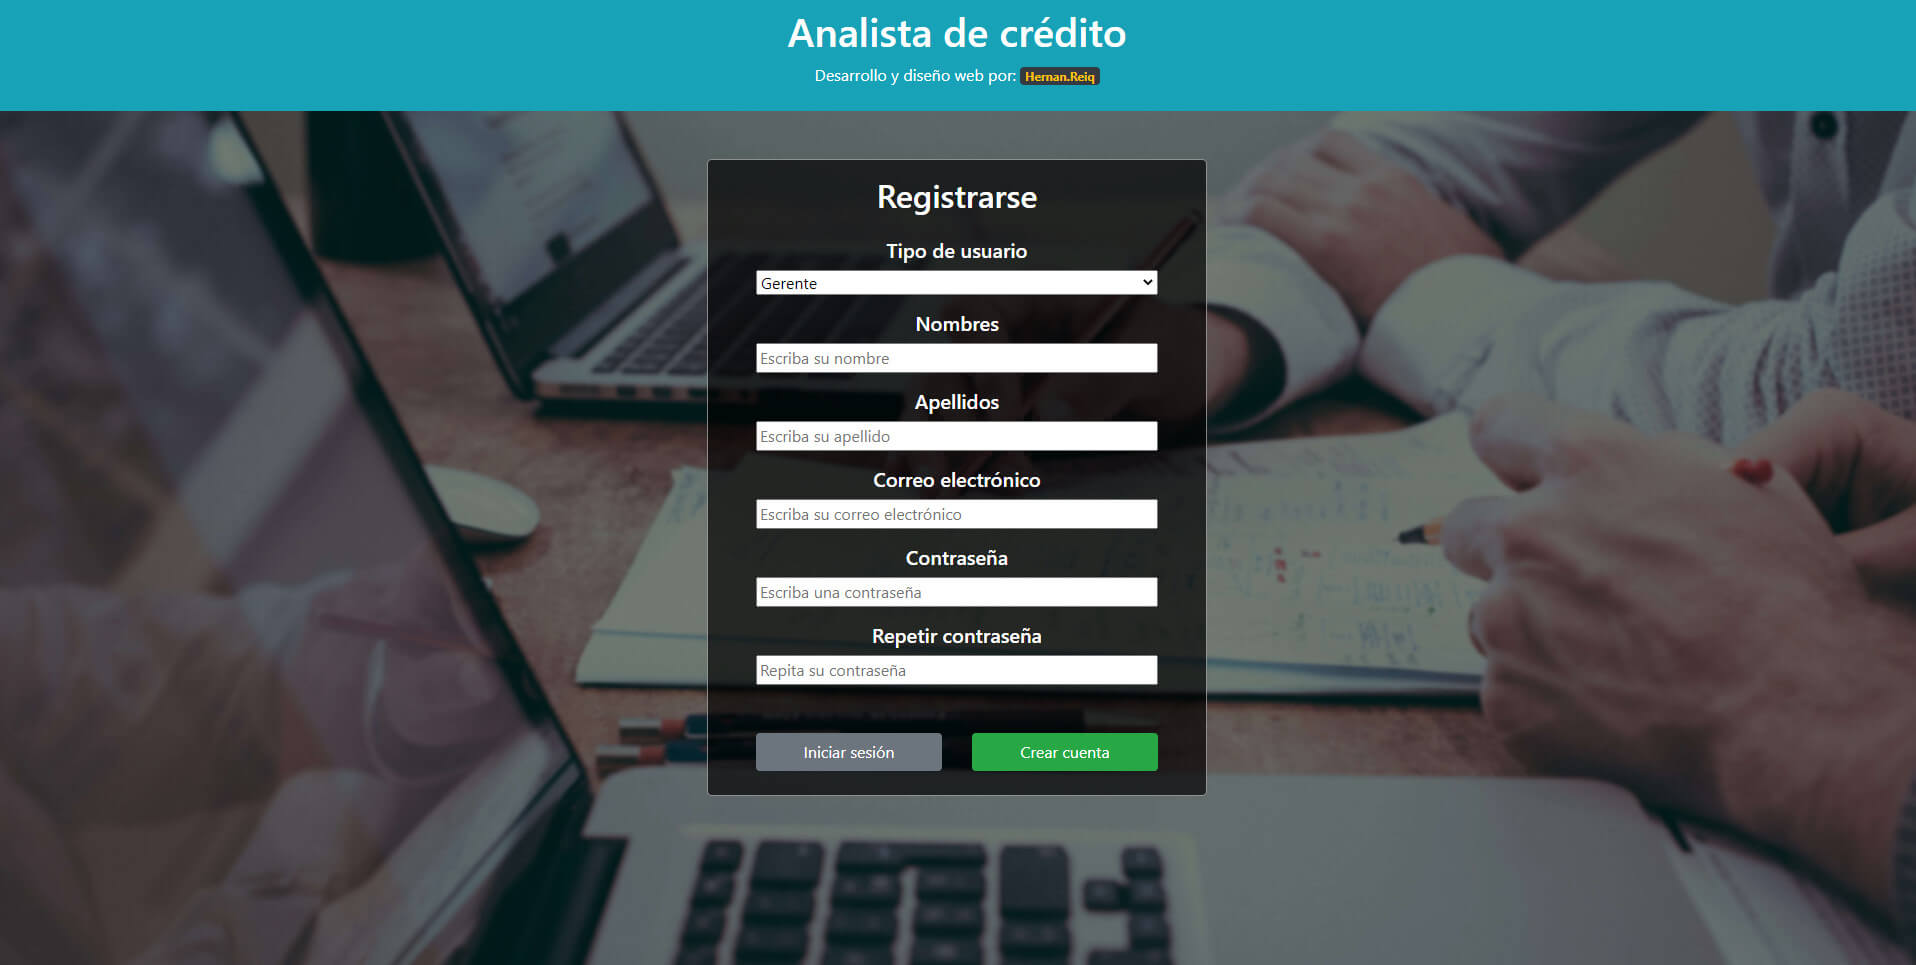 Analista de crédito
Desarrollo y diseño web por: Hernan.Reiq
Registrarse
Tipo de usuario
Gerente
Nombres
Escriba su nombre
Apellidos
Escriba su apellido
Correo electrónico
Escriba su correo electrónico
Contraseña
Escriba una contraseña
Repetir contraseña
Repita su contraseña
Iniciar sesión
Crear cuenta